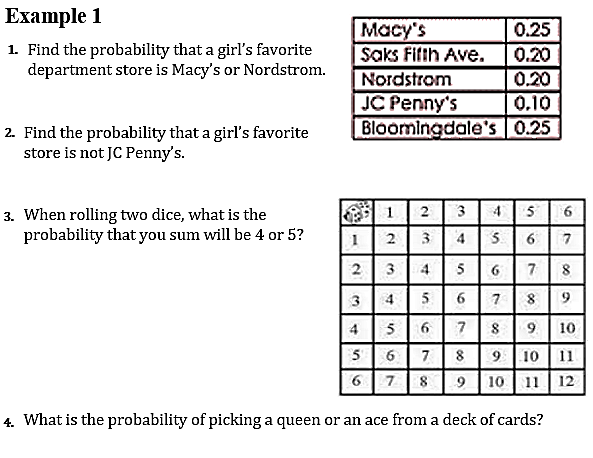 Example 1
1. Find the probability that a girl's favorite
department store is Macy's or Nordstrom.
Macy's 0.25
Saks Fifth Ave. 0.20
Nordstrom 0.20
JC Penny's 0.10
Bloomingdale's 0.25
2. Find the probability that a girl's favorite
store is not JC Penny's.
3. When rolling two dice, what is the
probability that you sum will be 4 or 5?
1 2 3 4 5 6
1 2 3 4 5 6 7
2 3 4 5 6 7 8
3 4 5 6 7 8 9
4 5 6 7 8 9 10
5 6 7 8 9 10 11
6 7 8 9 10 11 12
4. What is the probability of picking a queen or an ace from a deck of cards?